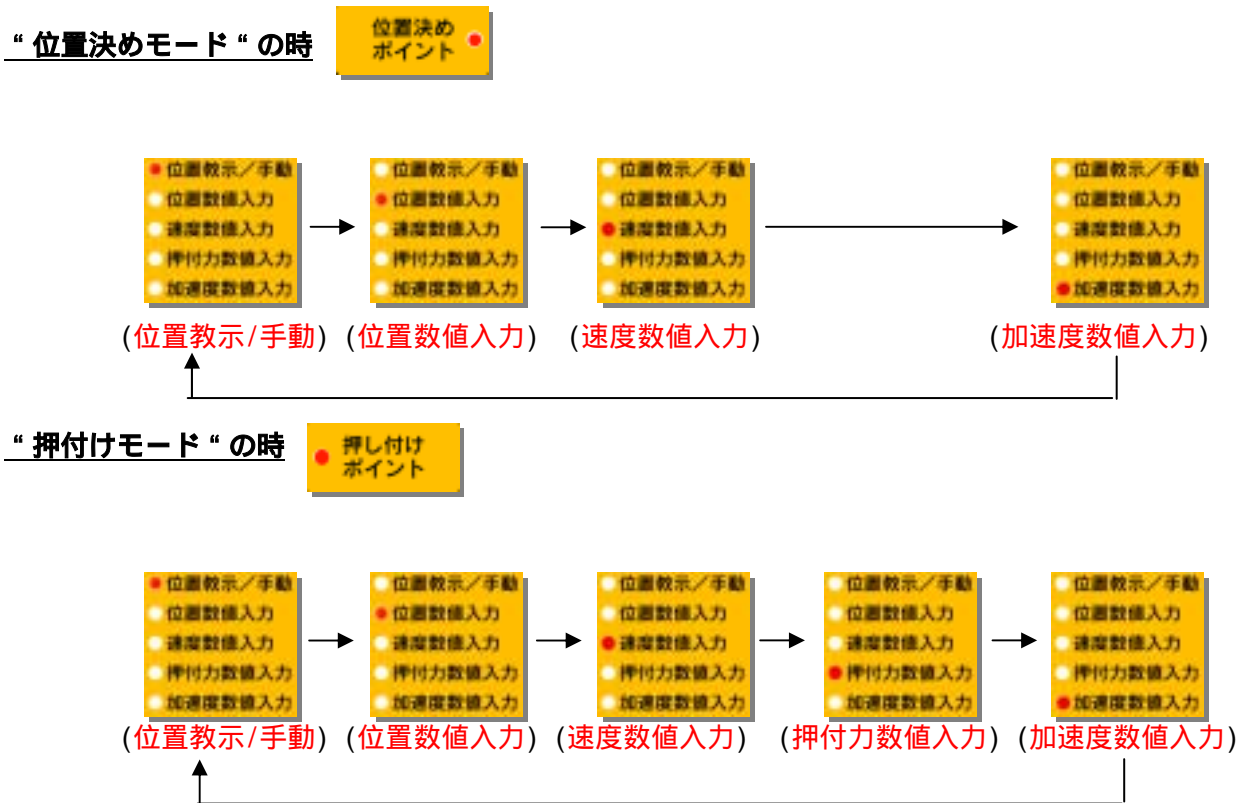 “ 位置決めモード “ の時
位置決め
ポイント
位置教示／手動
位置数値入力
速度数値入力
押付力数値入力
加速度数値入力
位置教示／手動
位置数値入力
速度数値入力
押付力数値入力
加速度数値入力
位置教示／手動
位置数値入力
速度数値入力
押付力数値入力
加速度数値入力
位置教示／手動
位置数値入力
速度数値入力
押付力数値入力
加速度数値入力
(位置教示/手動) (位置数値入力) (速度数値入力) (加速度数値入力)
“ 押付けモード “ の時
押し付け
ポイント
位置教示／手動
位置数値入力
速度数値入力
押付力数値入力
加速度数値入力
位置教示／手動
位置数値入力
速度数値入力
押付力数値入力
加速度数値入力
位置教示／手動
位置数値入力
速度数値入力
押付力数値入力
加速度数値入力
位置教示／手動
位置数値入力
速度数値入力
押付力数値入力
加速度数値入力
位置教示／手動
位置数値入力
速度数値入力
押付力数値入力
加速度数値入力
(位置教示/手動) (位置数値入力) (速度数値入力) (押付力数値入力) (加速度数値入力)